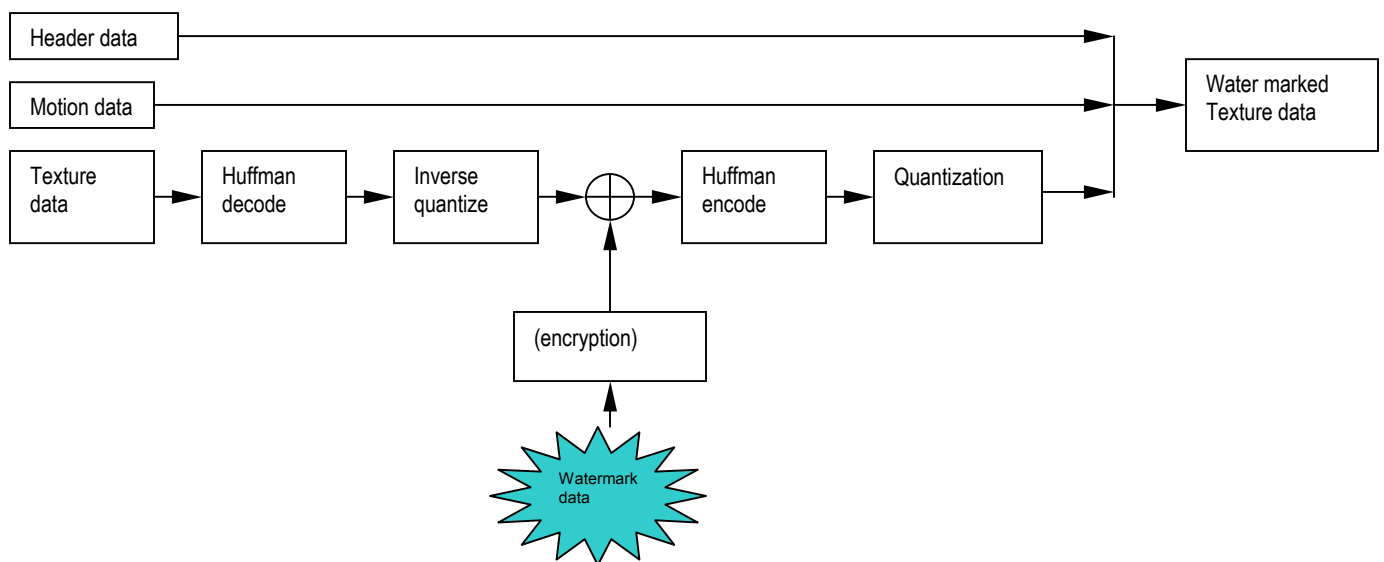 Header data
Motion data
Water marked
Texture data
Texture
data
Huffman
decode
Inverse
quantize
Huffman
encode
Quantization
(encryption)
Watermark
data